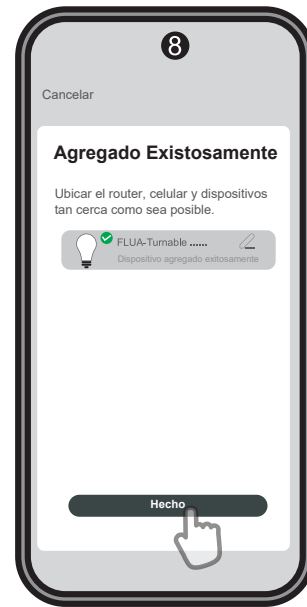 8
Cancelar
Agregado Existosamente
Ubicar el router, celular y dispositivos
tan cerca como sea posible.
FLUA-Turnable ......
Dispositivo agregado exitosamente
Hecho